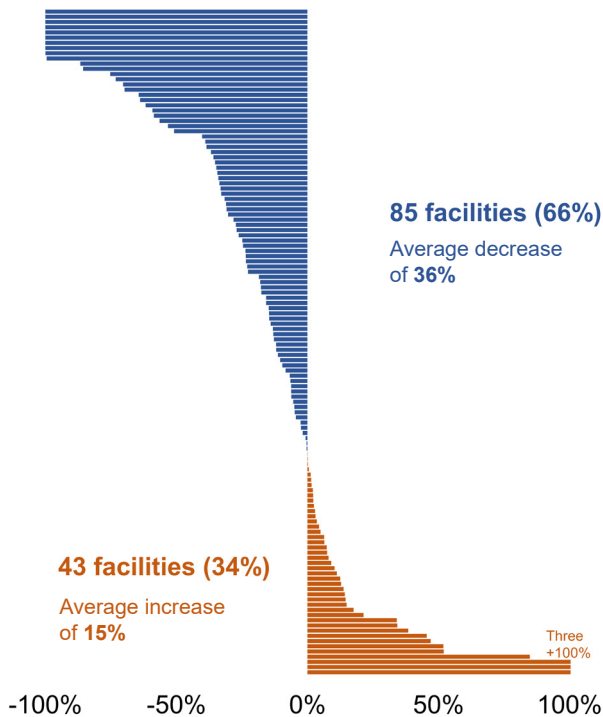 85 facilities (66%)
Average decrease
of 36%
43 facilities (34%)
Average increase
of 15%
Three
+100%
-100%
-50%
0%
50%
100%